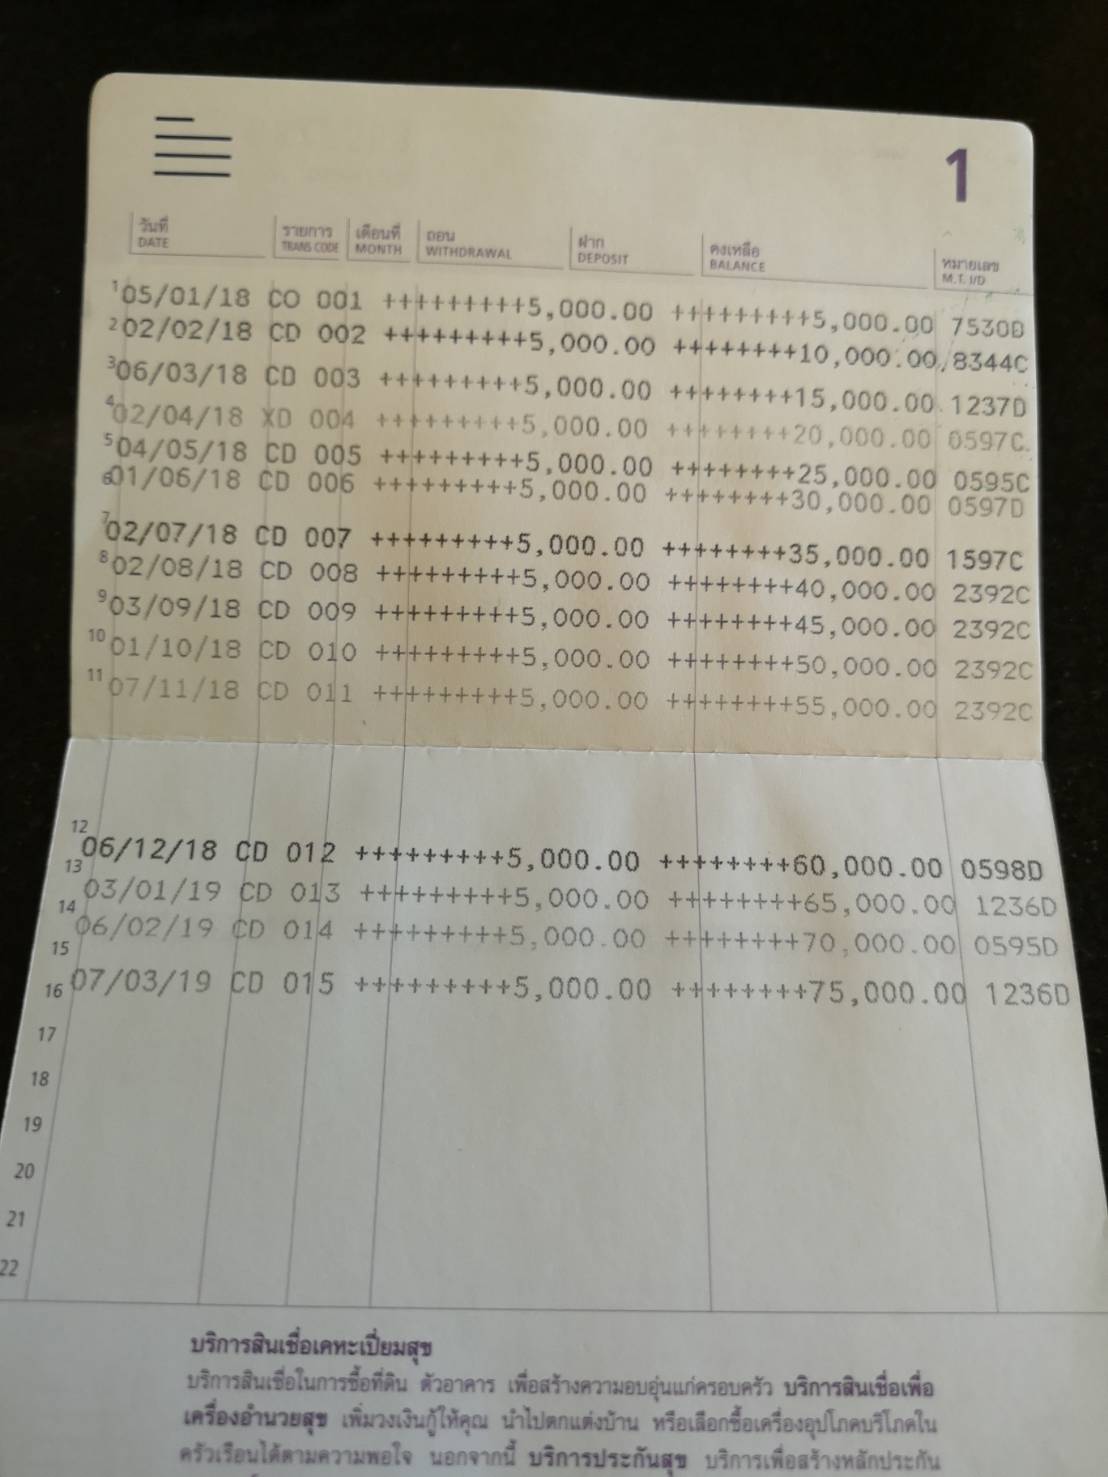 1
วันที่ รายการ เดือนที่ ถอน ฝาก คงเหลือ หมายเลข
DATE TRANS CODE MONTH WITHDRAWAL DEPOSIT BALANCE M.T. I/D
1 05/01/18 CO 001 +++++++++5,000.00 +++++++++5,000.00 7530D
2 02/02/18 CD 002 +++++++++5,000.00 ++++++++10,000.00 8344C
3 06/03/18 CD 003 +++++++++5,000.00 ++++++++15,000.00 1237D
4 02/04/18 XD 004 +++++++++5,000.00 ++++++++20,000.00 0597C
5 04/05/18 CD 005 +++++++++5,000.00 ++++++++25,000.00 0595C
6 01/06/18 CD 006 +++++++++5,000.00 ++++++++30,000.00 0597D
7 02/07/18 CD 007 +++++++++5,000.00 ++++++++35,000.00 1597C
8 02/08/18 CD 008 +++++++++5,000.00 ++++++++40,000.00 2392C
9 03/09/18 CD 009 +++++++++5,000.00 ++++++++45,000.00 2392C
10 01/10/18 CD 010 +++++++++5,000.00 ++++++++50,000.00 2392C
11 07/11/18 CD 011 +++++++++5,000.00 ++++++++55,000.00 2392C
12 06/12/18 CD 012 +++++++++5,000.00 ++++++++60,000.00 0598D
13 03/01/19 CD 013 +++++++++5,000.00 ++++++++65,000.00 1236D
14 06/02/19 CD 014 +++++++++5,000.00 ++++++++70,000.00 0595D
15 07/03/19 CD 015 +++++++++5,000.00 ++++++++75,000.00 1236D
16
17
18
19
20
21
22
บริการสินเชื่อเคหะเปี่ยมสุข
บริการสินเชื่อในการซื้อที่ดิน ตัวอาคาร เพื่อสร้างความอบอุ่นแก่ครอบครัว บริการสินเชื่อเพื่อ
เครื่องอำนวยสุข เพิ่มวงเงินกู้ให้คุณ นำไปตกแต่งบ้าน หรือเลือกซื้อเครื่องอุปโภคบริโภคใน
ครัวเรือนได้ตามความพอใจ นอกจากนี้ บริการประกันสุข บริการเพื่อสร้างหลักประกัน